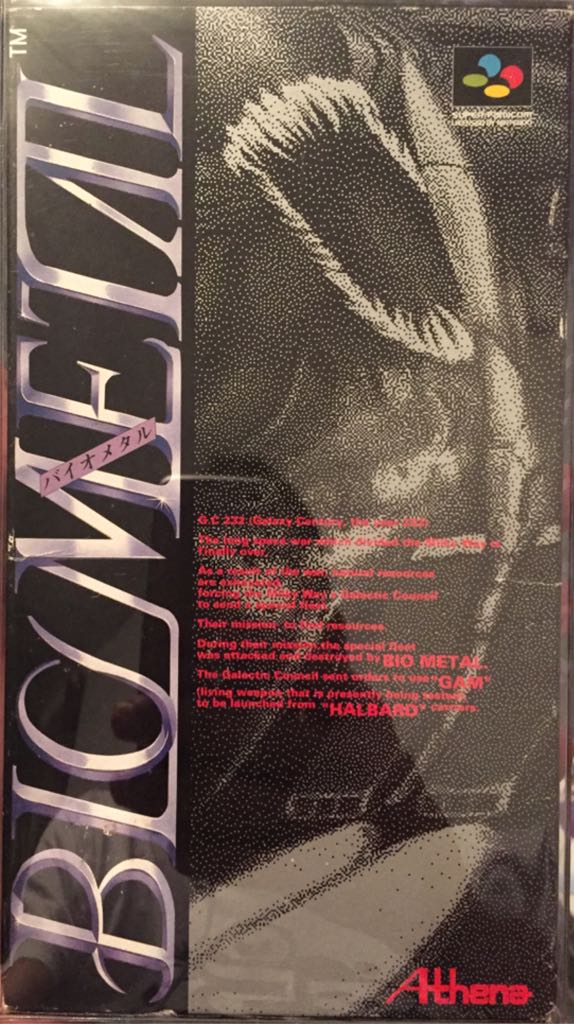 BIO METAL
TM
バイオメタル
SUPER FAMICOM
G.C 232 (Galaxy Century, the year 232)
The long space war which divided the Milky Way is
finally over.
As a result of the war natural resources
are exhausted,
forcing the Milky Way's Galactic Council
to send a special fleet.
Their mission, to find resources
During their mission, the special fleet
was attacked and destroyed by BIO METAL.
The Galactic Council sent orders to use "GAM"
(living weapon that is presently being tested)
to be launched from "HALBARD" carriers.
Athena